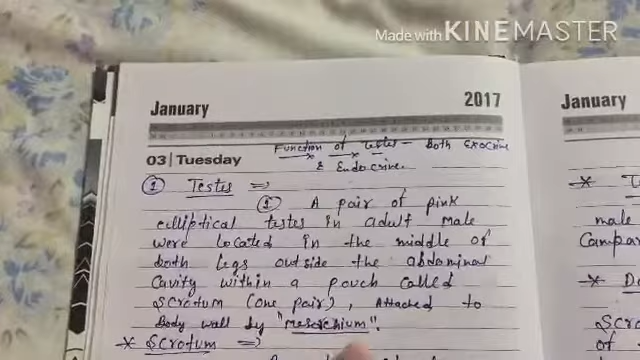 Made with KINEMASTER
January 2017
03 | Tuesday
Function of Testes - Both Exocrine
& Endocrine.
① Testes ⇒
① A pair of pink
elliptical testes in adult male
were located in the middle of
both legs outside the abdominal
cavity within a pouch called
scrotum (one pair), Attached to
body wall by "mesorchium".
* Scrotum ⇒
January
male
Compar
of